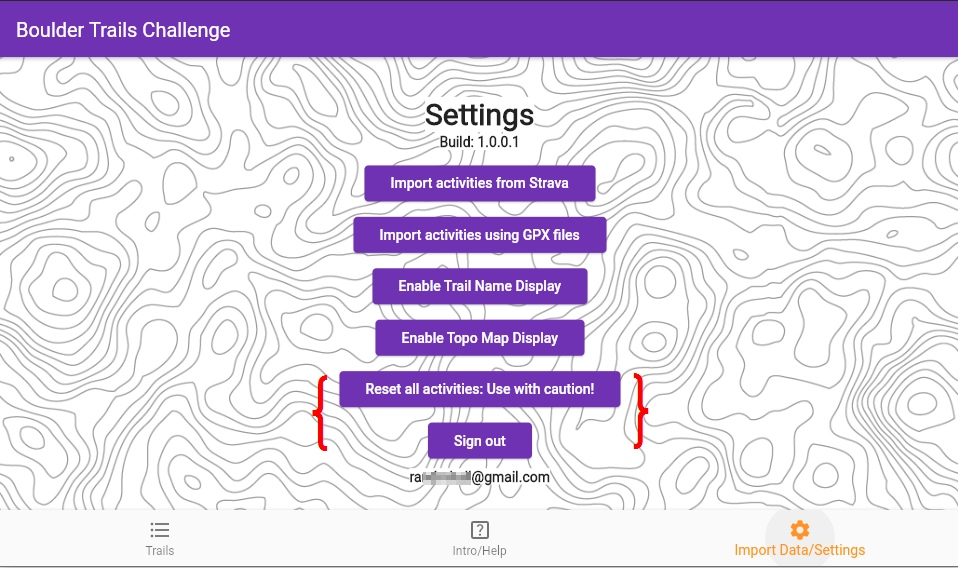 Boulder Trails Challenge
Settings
Build: 1.0.0.1
Import activities from Strava
Import activities using GPX files
Enable Trail Name Display
Enable Topo Map Display
Reset all activities: Use with caution!
Sign out
@gmail.com
Trails
Intro/Help
Import Data/Settings